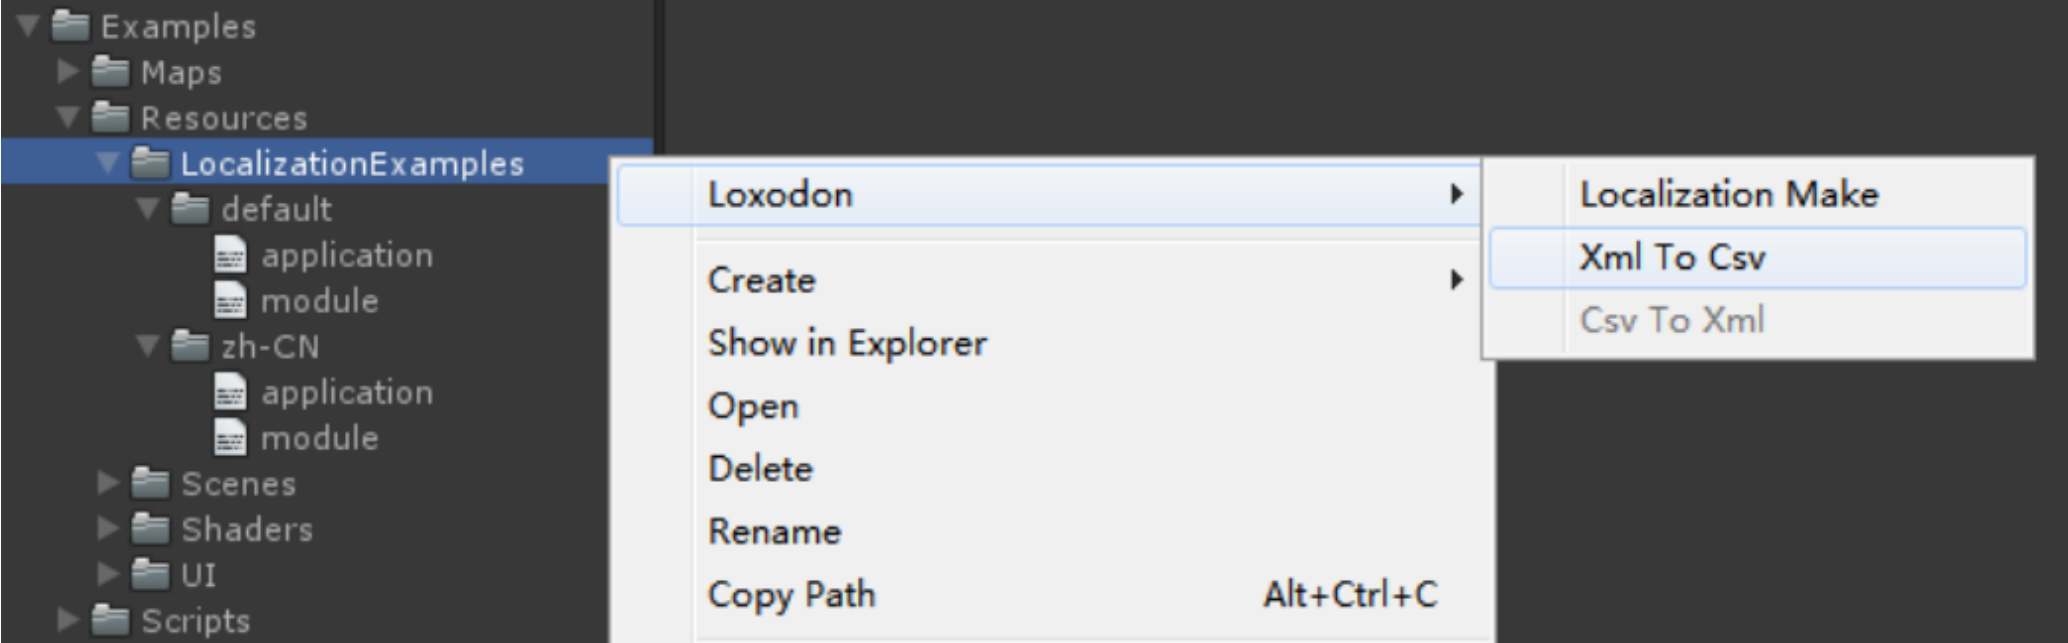 Examples
Maps
Resources
LocalizationExamples
default
application
module
zh-CN
application
module
Scenes
Shaders
UI
Scripts
Loxodon
Create
Show in Explorer
Open
Delete
Rename
Copy Path Alt+Ctrl+C
Localization Make
Xml To Csv
Csv To Xml